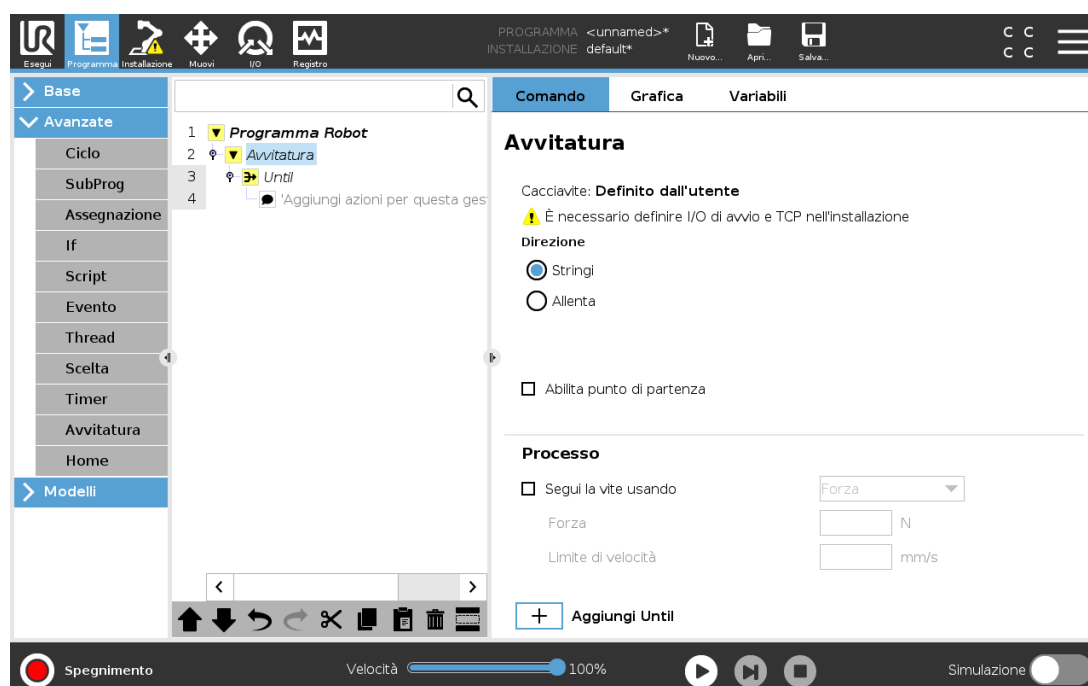 PROGRAMMA <unnamed>*
INSTALLAZIONE default*
Esegui Programma Installazione Muovi I/O Registro
Nuovo... Apri... Salva...
C C
C C
Base
Avanzate
Ciclo
SubProg
Assegnazione
If
Script
Evento
Thread
Scelta
Timer
Avvitatura
Home
Modelli
1 Programma Robot
2 Avvitatura
3 Until
4 'Aggiungi azioni per questa ges
Comando Grafica Variabili
Avvitatura
Cacciavite: Definito dall'utente
È necessario definire I/O di avvio e TCP nell'installazione
Direzione
Stringi
Allenta
Abilita punto di partenza
Processo
Segui la vite usando Forza
Forza N
Limite di velocità mm/s
+ Aggiungi Until
Spegnimento Velocità 100% Simulazione